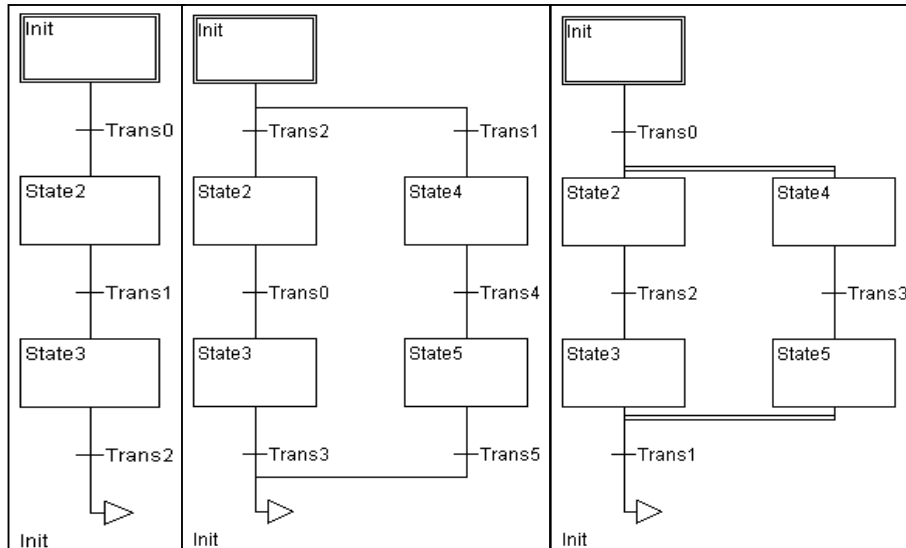 Init
Trans0
State2
Trans1
State3
Trans2
Init
Init
Trans2
Trans1
State2
State4
Trans0
Trans4
State3
State5
Trans3
Trans5
Init
Init
Trans0
State2
State4
Trans2
Trans3
State3
State5
Trans1
Init